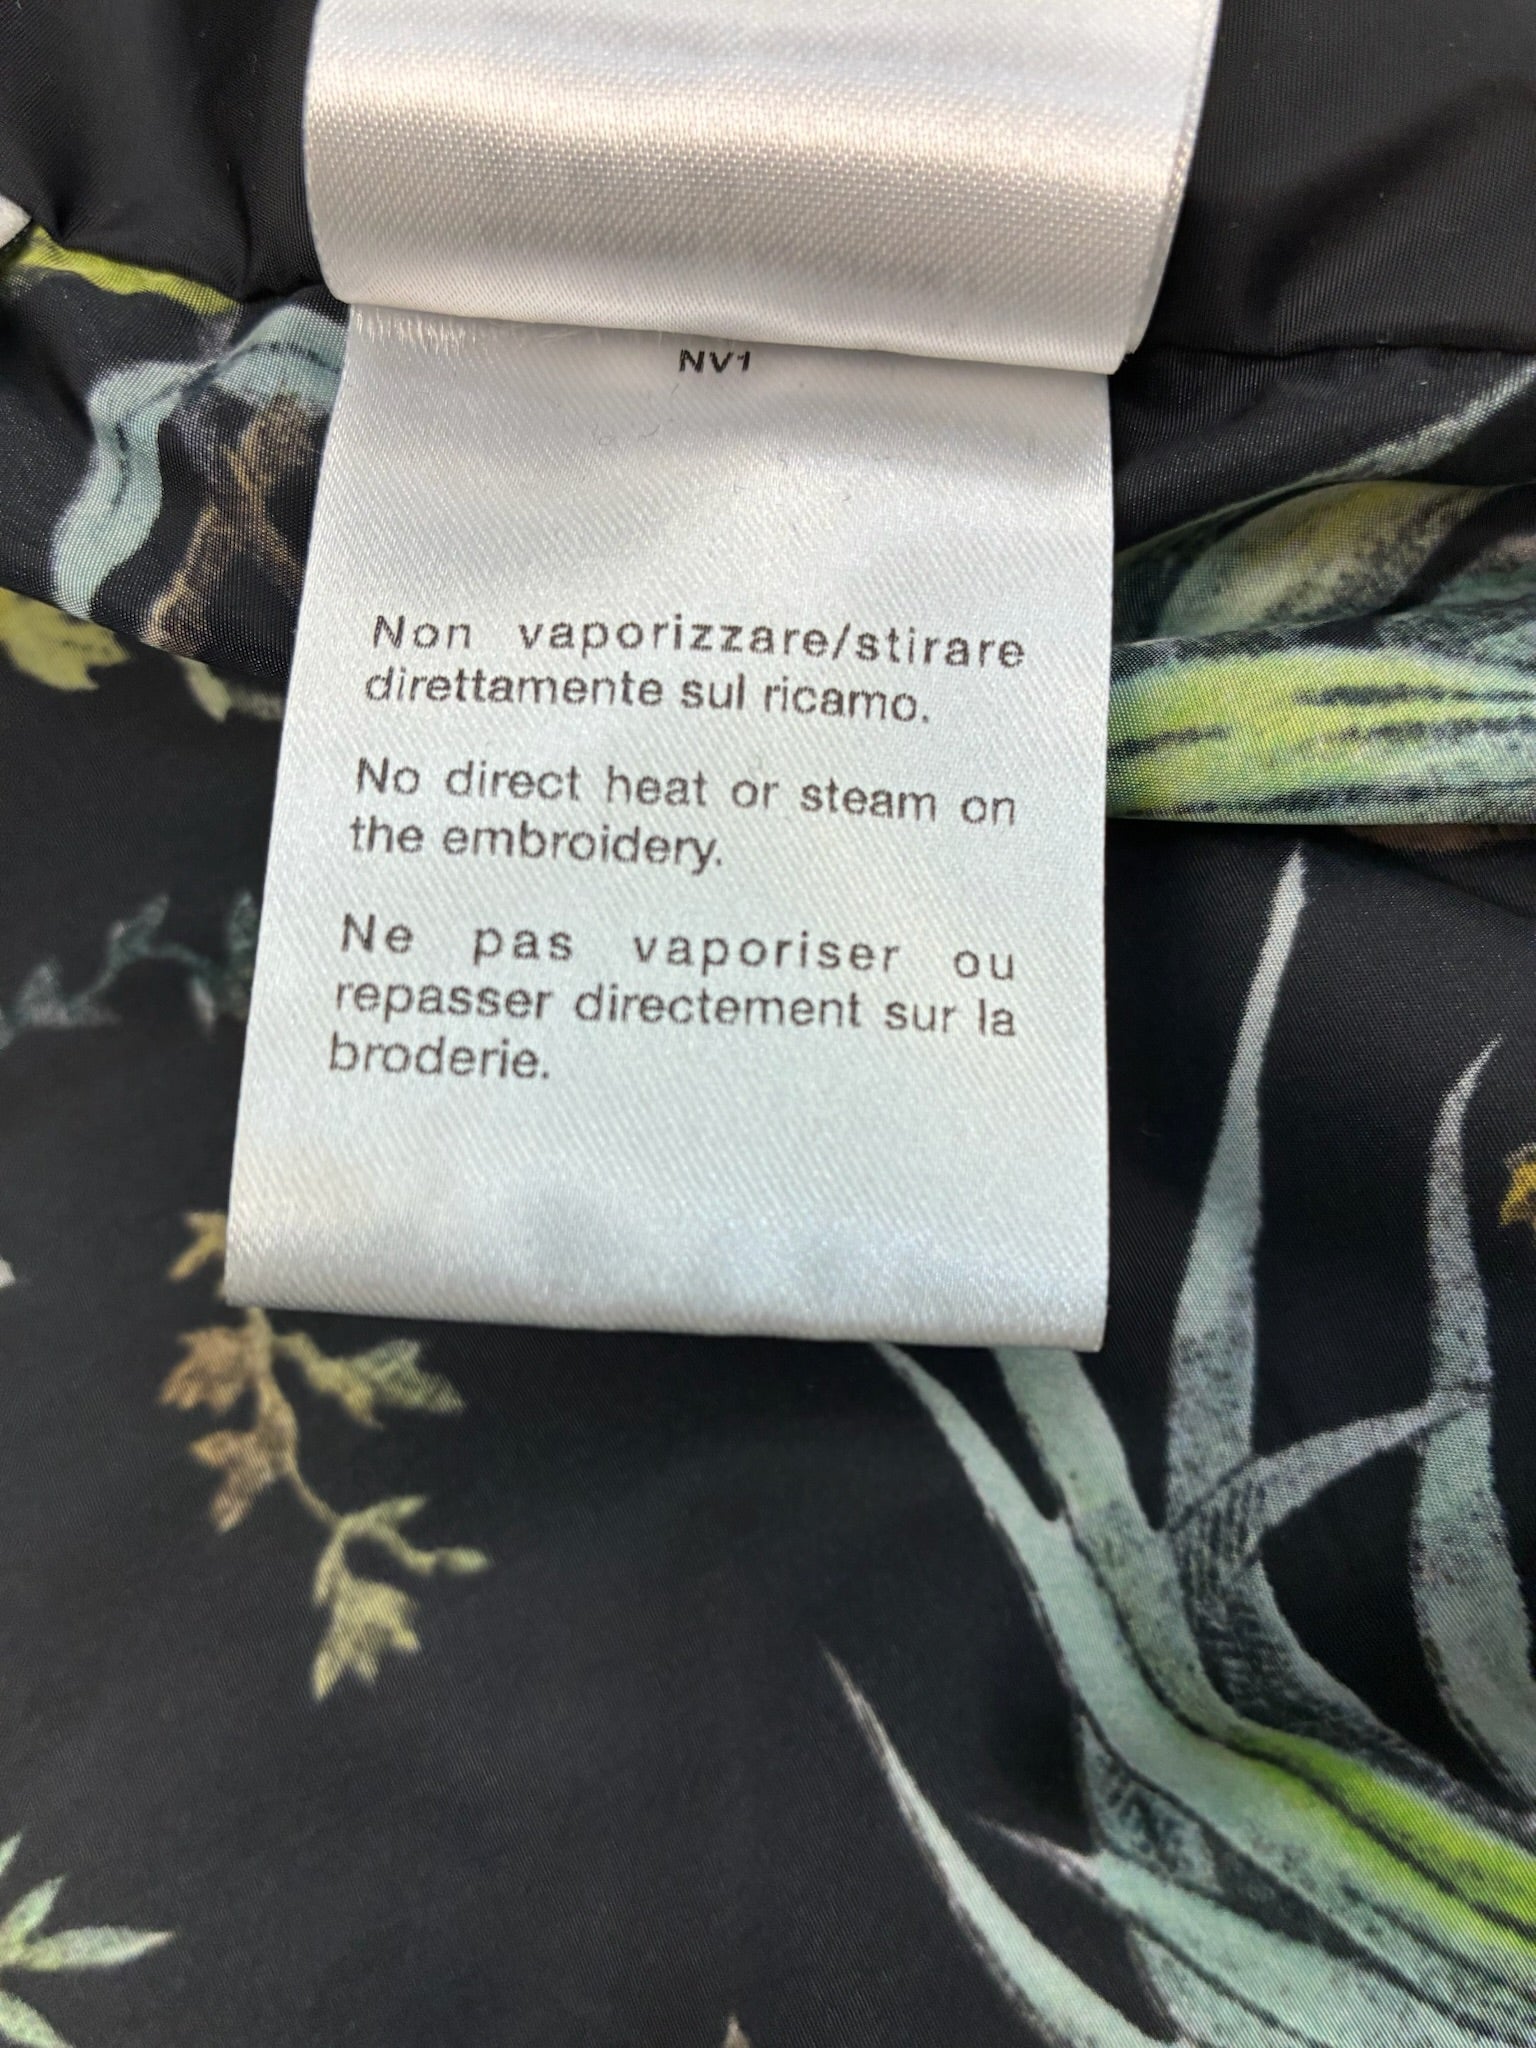 NV1
Non vaporizzare/stirare
direttamente sul ricamo.
No direct heat or steam on
the embroidery.
Ne pas vaporiser ou
repasser directement sur la
broderie.